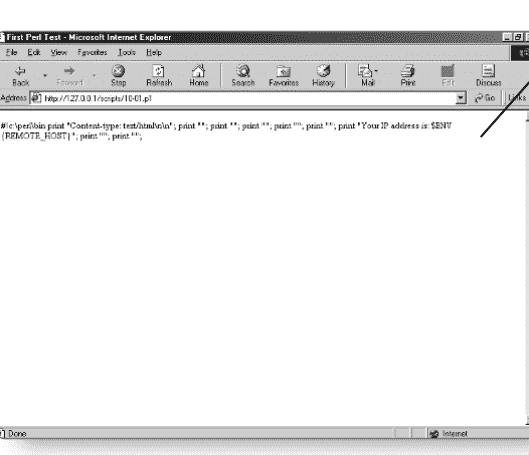 First Perl Test - Microsoft Internet Explorer
File Edit View Favorites Tools Help
Back Forward Stop Refresh Home Search Favorites History Mail Print Edit Discuss
Address http://127.0.0.1/scripts/10-01.pl Go Links
#!c:\perl\bin print "Content-type: text/html\n\n"; print ""; print ""; print ""; print ""; print ""; print "Your IP address is: $ENV
{REMOTE_HOST}"; print ""; print "";
Done Internet